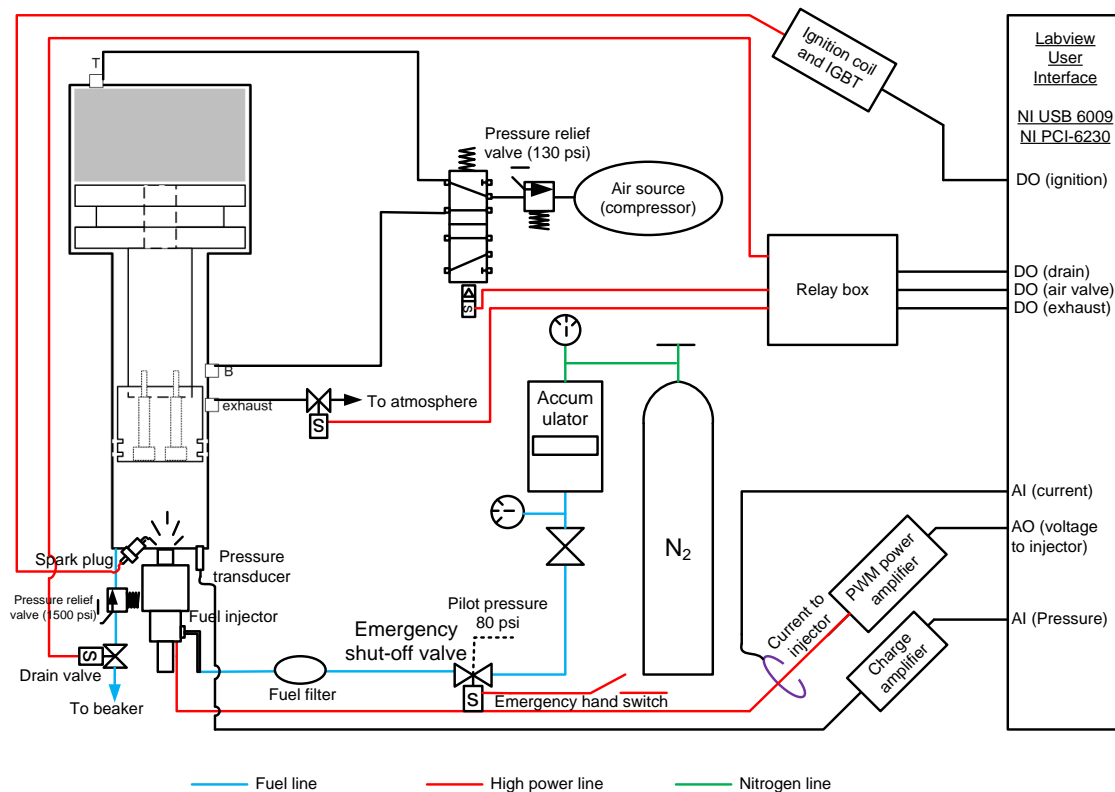 T
Ignition coil
and IGBT
Labview
User
Interface
NI USB 6009
NI PCI-6230
Pressure relief
valve (130 psi)
Air source
(compressor)
DO (ignition)
S
Relay box
DO (drain)
DO (air valve)
DO (exhaust)
B
exhaust
To atmosphere
S
Accum
ulator
N2
AI (current)
AO (voltage
to injector)
AI (Pressure)
PWM power
amplifier
Current to
injector
Charge
amplifier
Spark plug
Pressure
transducer
Pressure relief
valve (1500 psi)
Fuel injector
Pilot pressure
80 psi
Emergency
shut-off valve
S
Drain valve
Fuel filter
S
Emergency hand switch
To beaker
Fuel line
High power line
Nitrogen line